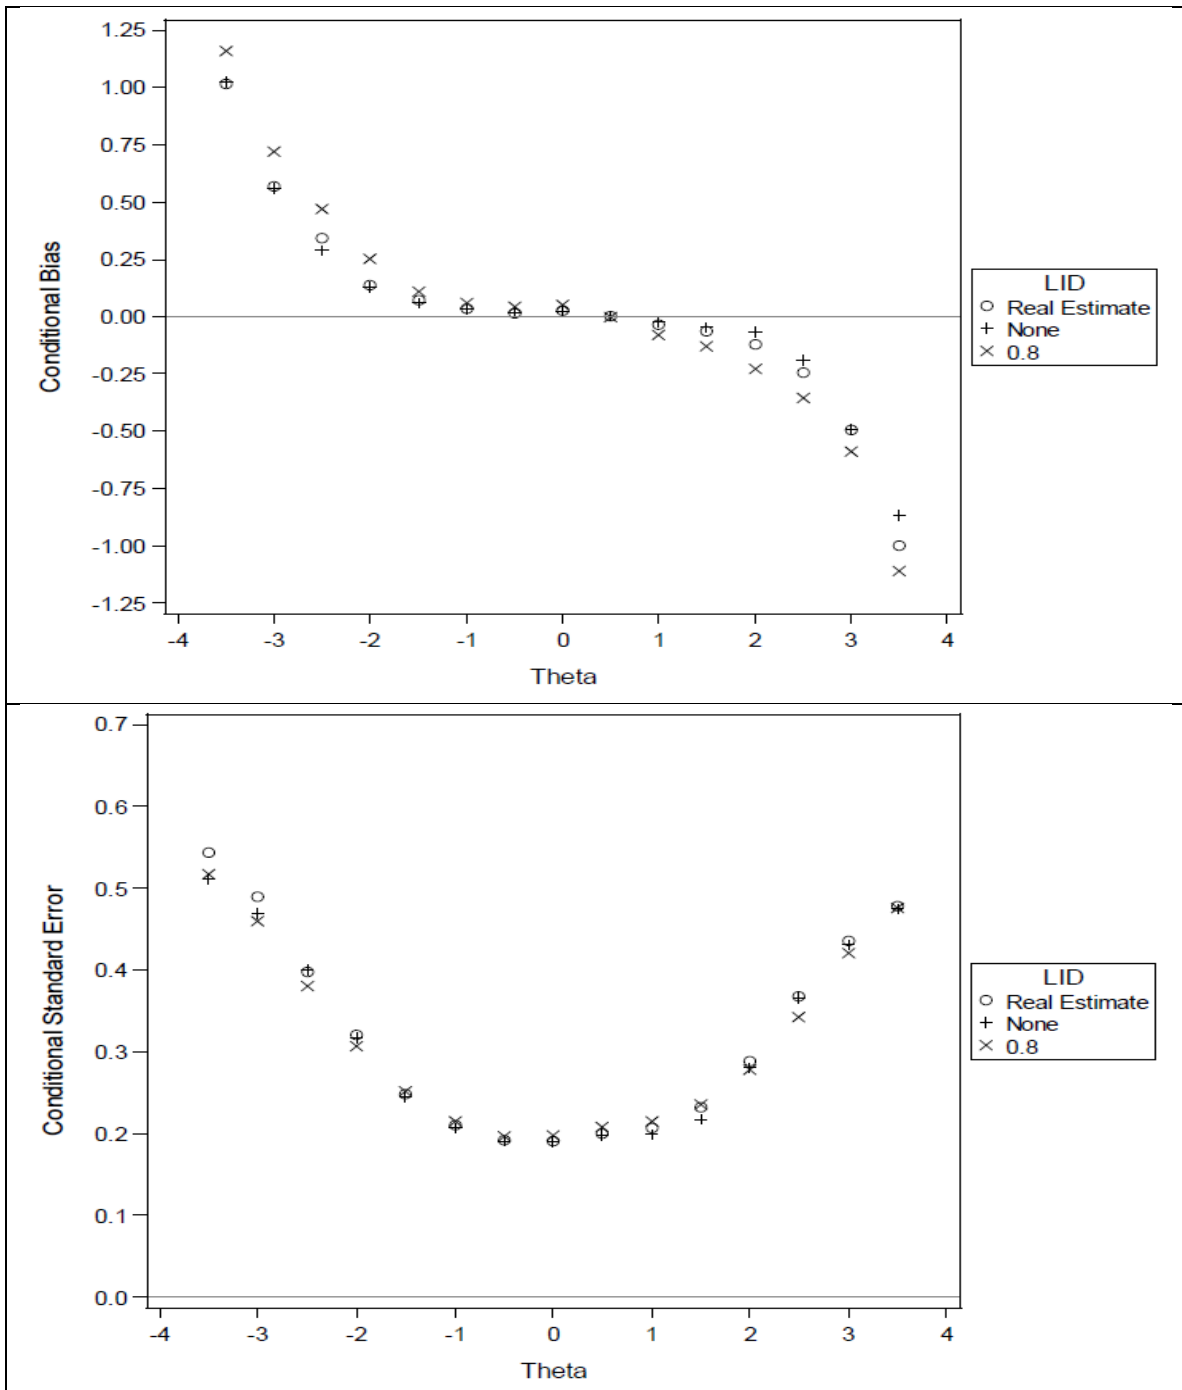 1.25
1.00
0.75
0.50
0.25
0.00
-0.25
-0.50
-0.75
-1.00
-1.25
Conditional Bias
-4 -3 -2 -1 0 1 2 3 4
Theta
LID
Real Estimate
None
0.8
0.7
0.6
0.5
0.4
0.3
0.2
0.1
0.0
Conditional Standard Error
-4 -3 -2 -1 0 1 2 3 4
Theta
LID
Real Estimate
None
0.8